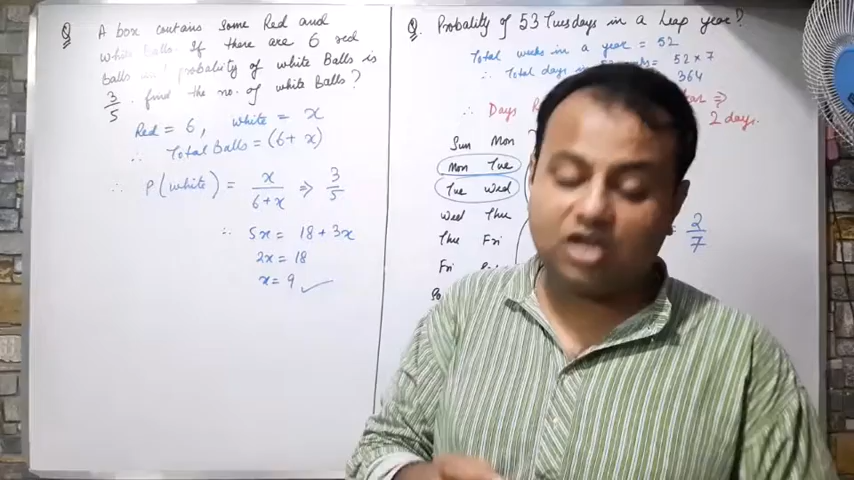 Q A box contains Some Red and
white Balls. If there are 6 red
balls probability of white Balls is
3/5. find the no. of white Balls?
Red = 6, white = x
∴ Total Balls = (6 + x)
∴ P(white) = x/6+x ⇒ 3/5
∴ 5x = 18 + 3x
2x = 18
x = 9 ✓
Q. Probability of 53 Tuesdays in a Leap year?
Total weeks in a year = 52
∴ Total days in 52 × 7
364
∴ Days ⇒
2 days.
Sun Mon
Mon Tue
Tue Wed
Wed Thu
Thu Fri
Fri
= 2/7